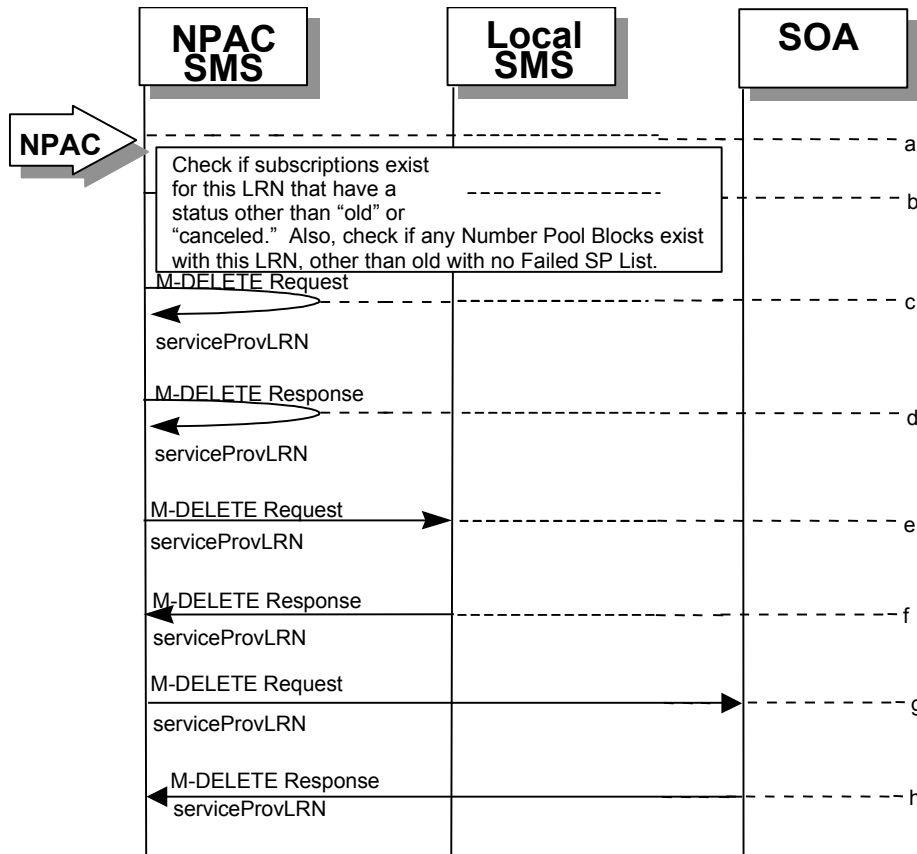 NPAC
SMS
Local
SMS
SOA
NPAC
a
Check if subscriptions exist
for this LRN that have a
status other than “old” or
“canceled.” Also, check if any Number Pool Blocks exist
with this LRN, other than old with no Failed SP List.
b
M-DELETE Request
c
serviceProvLRN
M-DELETE Response
d
serviceProvLRN
M-DELETE Request
e
serviceProvLRN
M-DELETE Response
f
serviceProvLRN
M-DELETE Request
g
serviceProvLRN
M-DELETE Response
h
serviceProvLRN